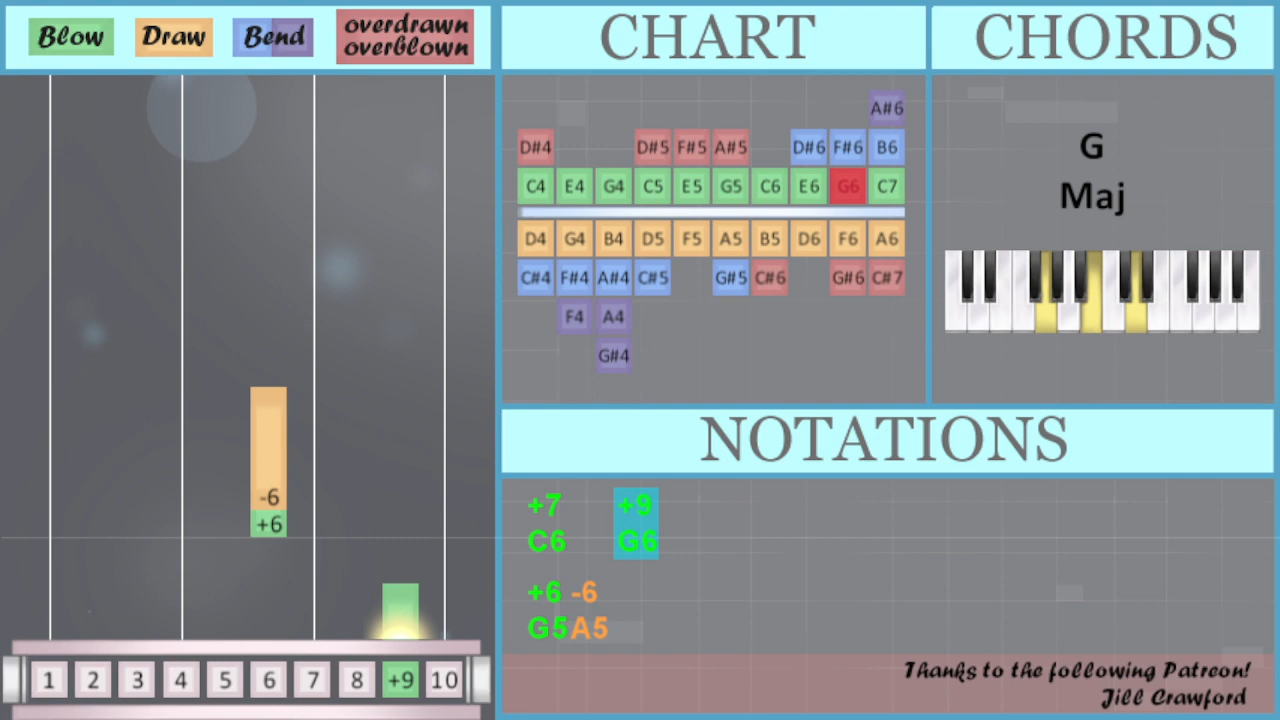 Blow Draw Bend overdrawn
overblown
CHART
CHORDS
A#6
D#4 D#5 F#5 A#5 D#6 F#6 B6
C4 E4 G4 C5 E5 G5 C6 E6 G6 C7
D4 G4 B4 D5 F5 A5 B5 D6 F6 A6
C#4 F#4 A#4 C#5 G#5 C#6 G#6 C#7
F4 A4
G#4
G
Maj
-6
+6
1 2 3 4 5 6 7 8 +9 10
NOTATIONS
+7 +9
C6 G6
+6 -6
G5 A5
Thanks to the following Patreon!
Jill Crawford